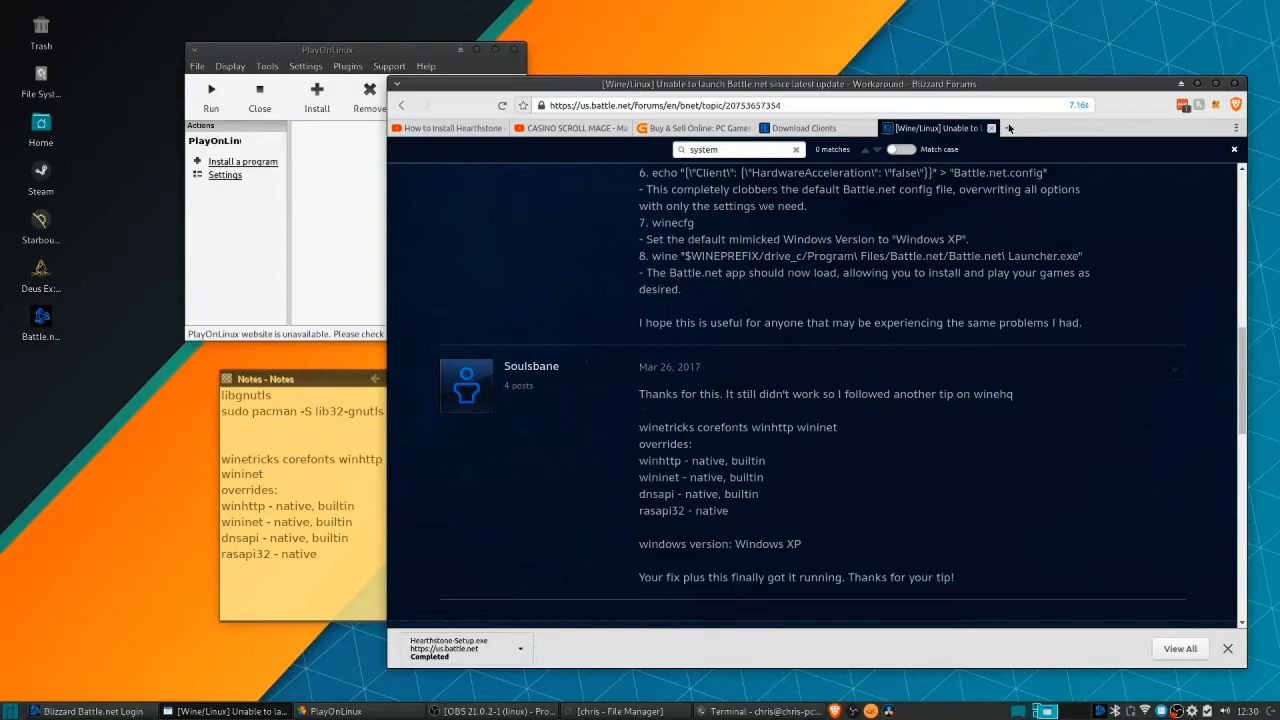 Trash
File Sys...
Home
Steam
Starbou...
Deus Ex:...
Battle.n...
PlayOnLinux
File Display Tools Settings Plugins Support Help
Run Close Install Remove
Actions
PlayOnLin
Install a program
Settings
PlayOnLinux website is unavailable. Please check
Notes - Notes
libgnutls
sudo pacman -S lib32-gnutls
winetricks corefonts winhttp
wininet
overrides:
winhttp - native, builtin
wininet - native, builtin
dnsapi - native, builtin
rasapi32 - native
[Wine/Linux] Unable to launch Battle.net since latest update - Workaround - Blizzard Forums
https://us.battle.net/forums/en/bnet/topic/20753657354 7.16s
How to Install Hearthstone CASINO SCROLL MAGE - Ma Buy & Sell Online: PC Game Download Clients [Wine/Linux] Unable to l
system 0 matches Match case
6. echo "{\"Client\": {\"HardwareAcceleration\": \"false\"}}" > "Battle.net.config"
- This completely clobbers the default Battle.net config file, overwriting all options
with only the settings we need.
7. winecfg
- Set the default mimicked Windows Version to "Windows XP".
8. wine "$WINEPREFIX/drive_c/Program\ Files/Battle.net/Battle.net\ Launcher.exe"
- The Battle.net app should now load, allowing you to install and play your games as
desired.
I hope this is useful for anyone that may be experiencing the same problems I had.
Soulsbane
4 posts
Mar 26, 2017
Thanks for this. It still didn't work so I followed another tip on winehq
winetricks corefonts winhttp wininet
overrides:
winhttp - native, builtin
wininet - native, builtin
dnsapi - native, builtin
rasapi32 - native
windows version: Windows XP
Your fix plus this finally got it running. Thanks for your tip!
Hearthstone-Setup.exe
https://us.battle.net
Completed
View All
Blizzard Battle.net Login [Wine/Linux] Unable to la... PlayOnLinux [OBS 21.0.2-1 (linux) - Pro... [chris - File Manager] Terminal - chris@chris-pc:... 12:30